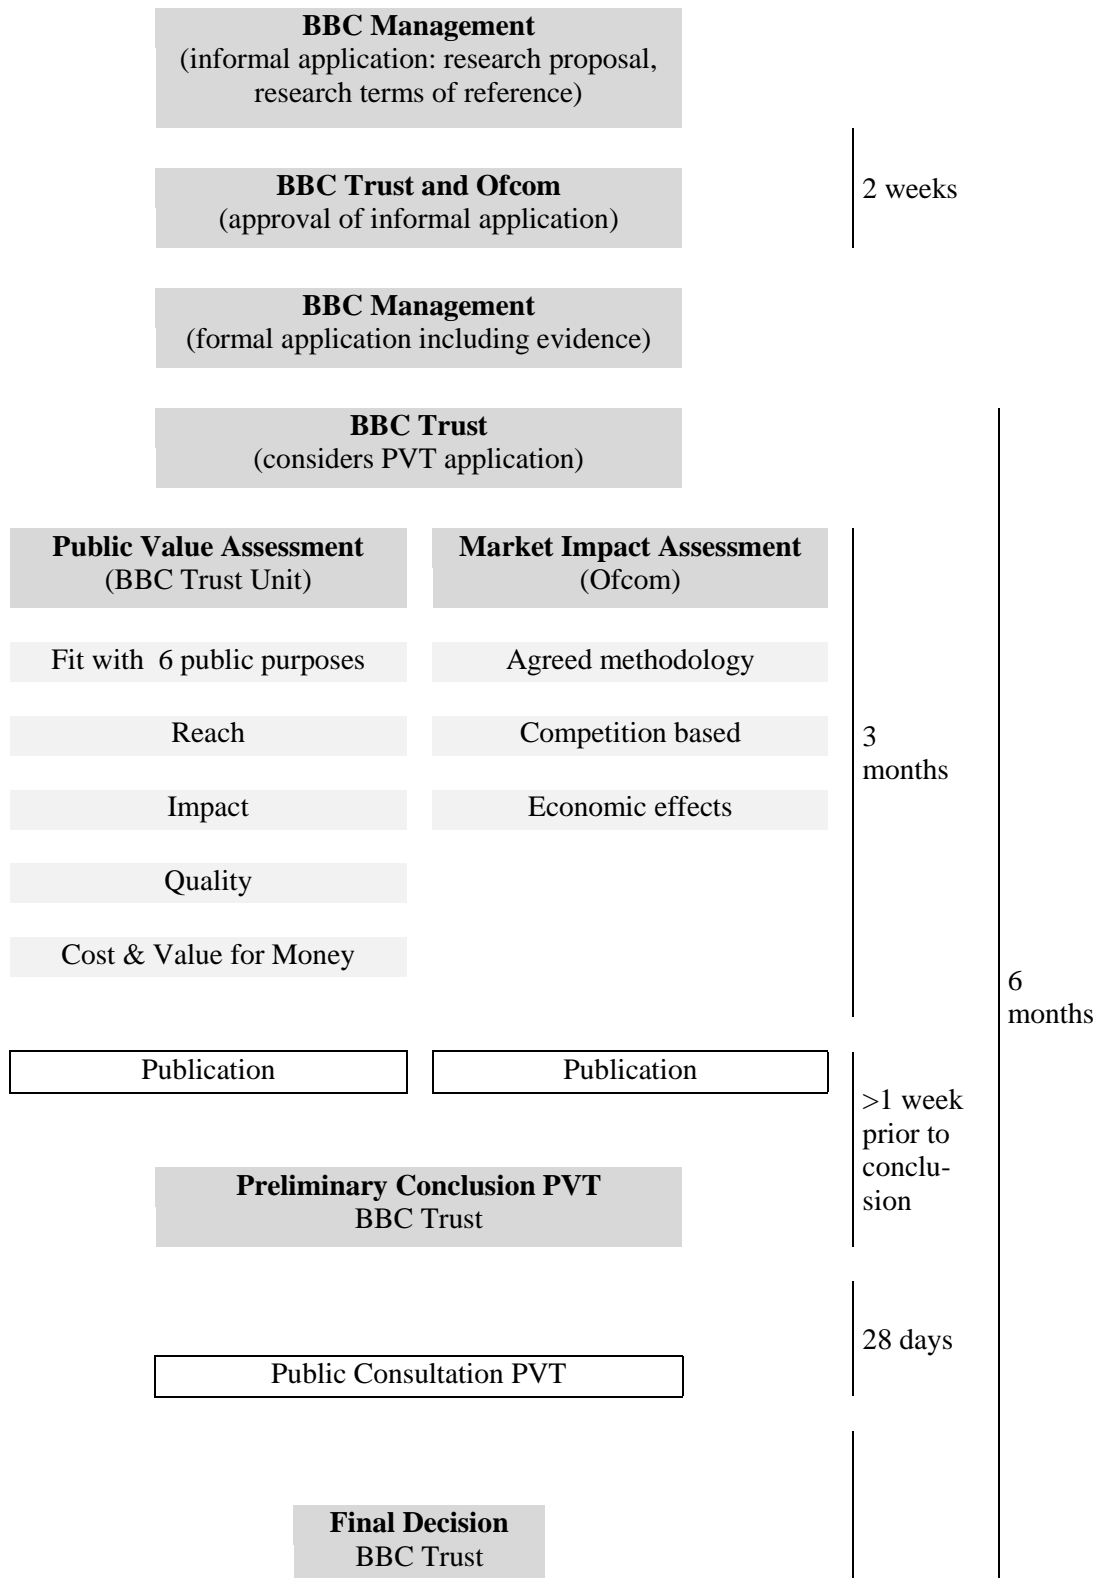 BBC Management
(informal application: research proposal,
research terms of reference)
BBC Trust and Ofcom
(approval of informal application)
2 weeks
BBC Management
(formal application including evidence)
BBC Trust
(considers PVT application)
Public Value Assessment
(BBC Trust Unit)
Market Impact Assessment
(Ofcom)
Fit with 6 public purposes
Agreed methodology
Reach
Competition based
3
months
Impact
Economic effects
Quality
Cost & Value for Money
6
months
Publication
Publication
>1 week
prior to
conclu-
sion
Preliminary Conclusion PVT
BBC Trust
28 days
Public Consultation PVT
Final Decision
BBC Trust